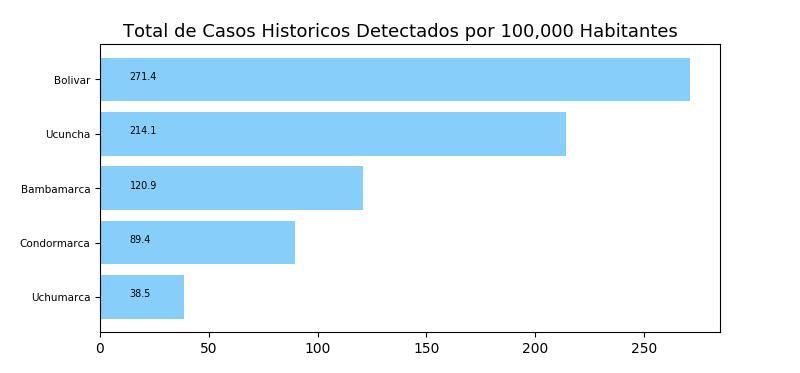 Total de Casos Historicos Detectados por 100,000 Habitantes
Bolivar 271.4
Ucuncha 214.1
Bambamarca 120.9
Condormarca 89.4
Uchumarca 38.5
0 50 100 150 200 250